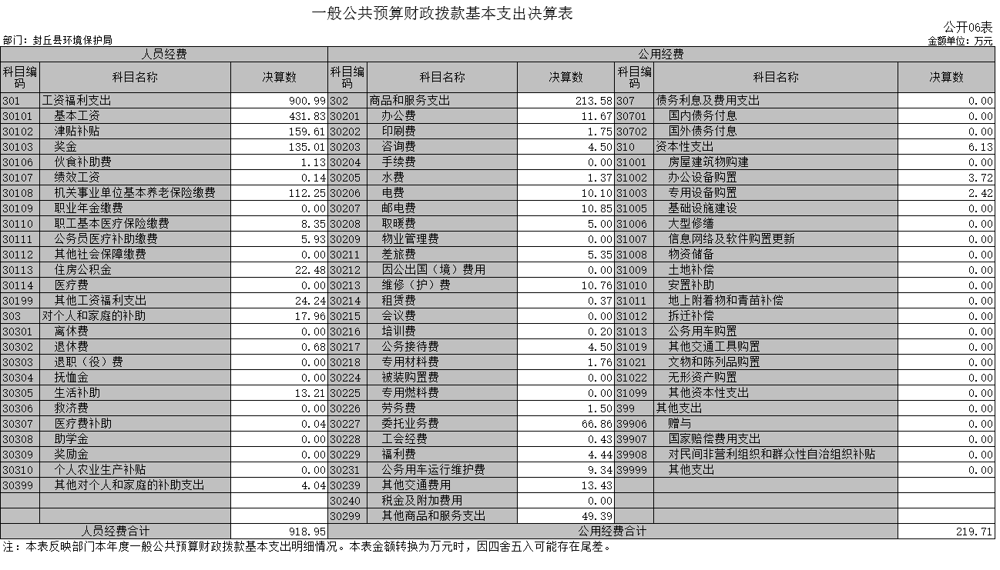 一般公共预算财政拨款基本支出决算表
公开06表
部门：封丘县环境保护局 金额单位：万元
人员经费 公用经费
科目编码 科目名称 决算数 科目编码 科目名称 决算数 科目编码 科目名称 决算数
301 工资福利支出 900.99 302 商品和服务支出 213.58 307 债务利息及费用支出 0.00
30101 基本工资 431.83 30201 办公费 11.67 30701 国内债务付息 0.00
30102 津贴补贴 159.61 30202 印刷费 1.75 30702 国外债务付息 0.00
30103 奖金 135.01 30203 咨询费 4.50 310 资本性支出 6.13
30106 伙食补助费 1.13 30204 手续费 0.00 31001 房屋建筑物购建 0.00
30107 绩效工资 0.14 30205 水费 1.37 31002 办公设备购置 3.72
30108 机关事业单位基本养老保险缴费 112.25 30206 电费 10.10 31003 专用设备购置 2.42
30109 职业年金缴费 0.00 30207 邮电费 10.85 31005 基础设施建设 0.00
30110 职工基本医疗保险缴费 8.35 30208 取暖费 5.00 31006 大型修缮 0.00
30111 公务员医疗补助缴费 5.93 30209 物业管理费 0.00 31007 信息网络及软件购置更新 0.00
30112 其他社会保障缴费 0.00 30211 差旅费 5.35 31008 物资储备 0.00
30113 住房公积金 22.48 30212 因公出国（境）费用 0.00 31009 土地补偿 0.00
30114 医疗费 0.00 30213 维修（护）费 10.76 31010 安置补助 0.00
30199 其他工资福利支出 24.24 30214 租赁费 0.37 31011 地上附着物和青苗补偿 0.00
303 对个人和家庭的补助 17.96 30215 会议费 0.00 31012 拆迁补偿 0.00
30301 离休费 0.00 30216 培训费 0.20 31013 公务用车购置 0.00
30302 退休费 0.68 30217 公务接待费 4.50 31019 其他交通工具购置 0.00
30303 退职（役）费 0.00 30218 专用材料费 1.76 31021 文物和陈列品购置 0.00
30304 抚恤金 0.00 30224 被装购置费 0.00 31022 无形资产购置 0.00
30305 生活补助 13.21 30225 专用燃料费 0.00 31099 其他资本性支出 0.00
30306 救济费 0.00 30226 劳务费 1.50 399 其他支出 0.00
30307 医疗费补助 0.04 30227 委托业务费 66.86 39906 赠与 0.00
30308 助学金 0.00 30228 工会经费 0.43 39907 国家赔偿费用支出 0.00
30309 奖励金 0.00 30229 福利费 4.44 39908 对民间非营利组织和群众性自治组织补贴 0.00
30310 个人农业生产补贴 0.00 30231 公务用车运行维护费 9.34 39999 其他支出 0.00
30399 其他对个人和家庭的补助支出 4.04 30239 其他交通费用 13.43
30240 税金及附加费用 0.00
30299 其他商品和服务支出 49.39
人员经费合计 918.95 公用经费合计 219.71
注：本表反映部门本年度一般公共预算财政拨款基本支出明细情况。本表金额转换为万元时，因四舍五入可能存在尾差。